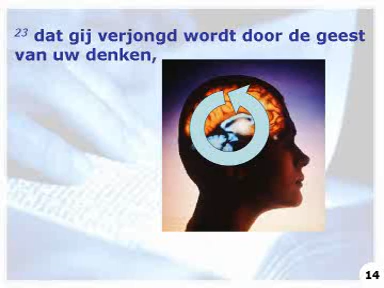 23 dat gij verjongd wordt door de geest
van uw denken,
14